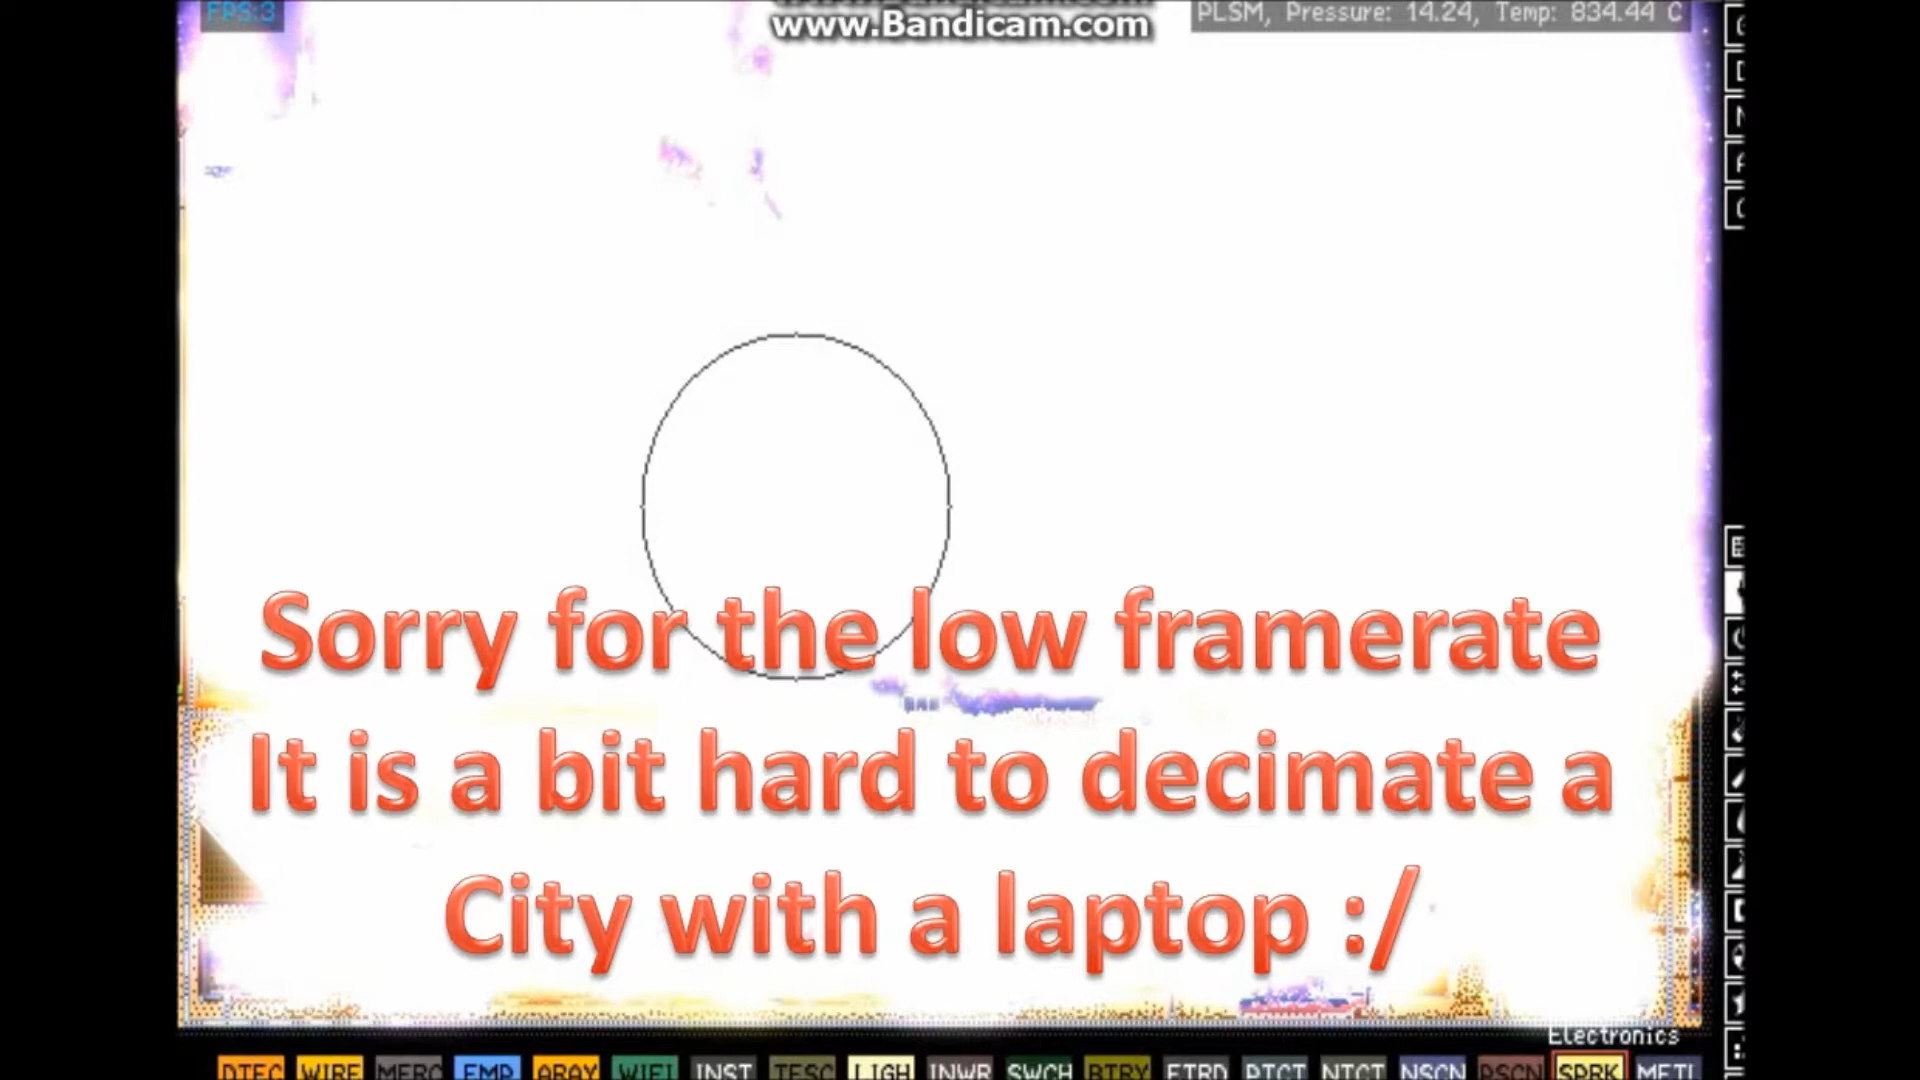 FPS:3
www.Bandicam.com
PLSM, Pressure: 14.24, Temp: 834.44 C
Sorry for the low framerate
It is a bit hard to decimate a
City with a laptop :/
Electronics
DTEC WIRE MERC EMP ARAY WIFI INST TESC LIGH INWR SWCH BTRY ETRD PTCT NTCT NSCN PSCN SPRK METL